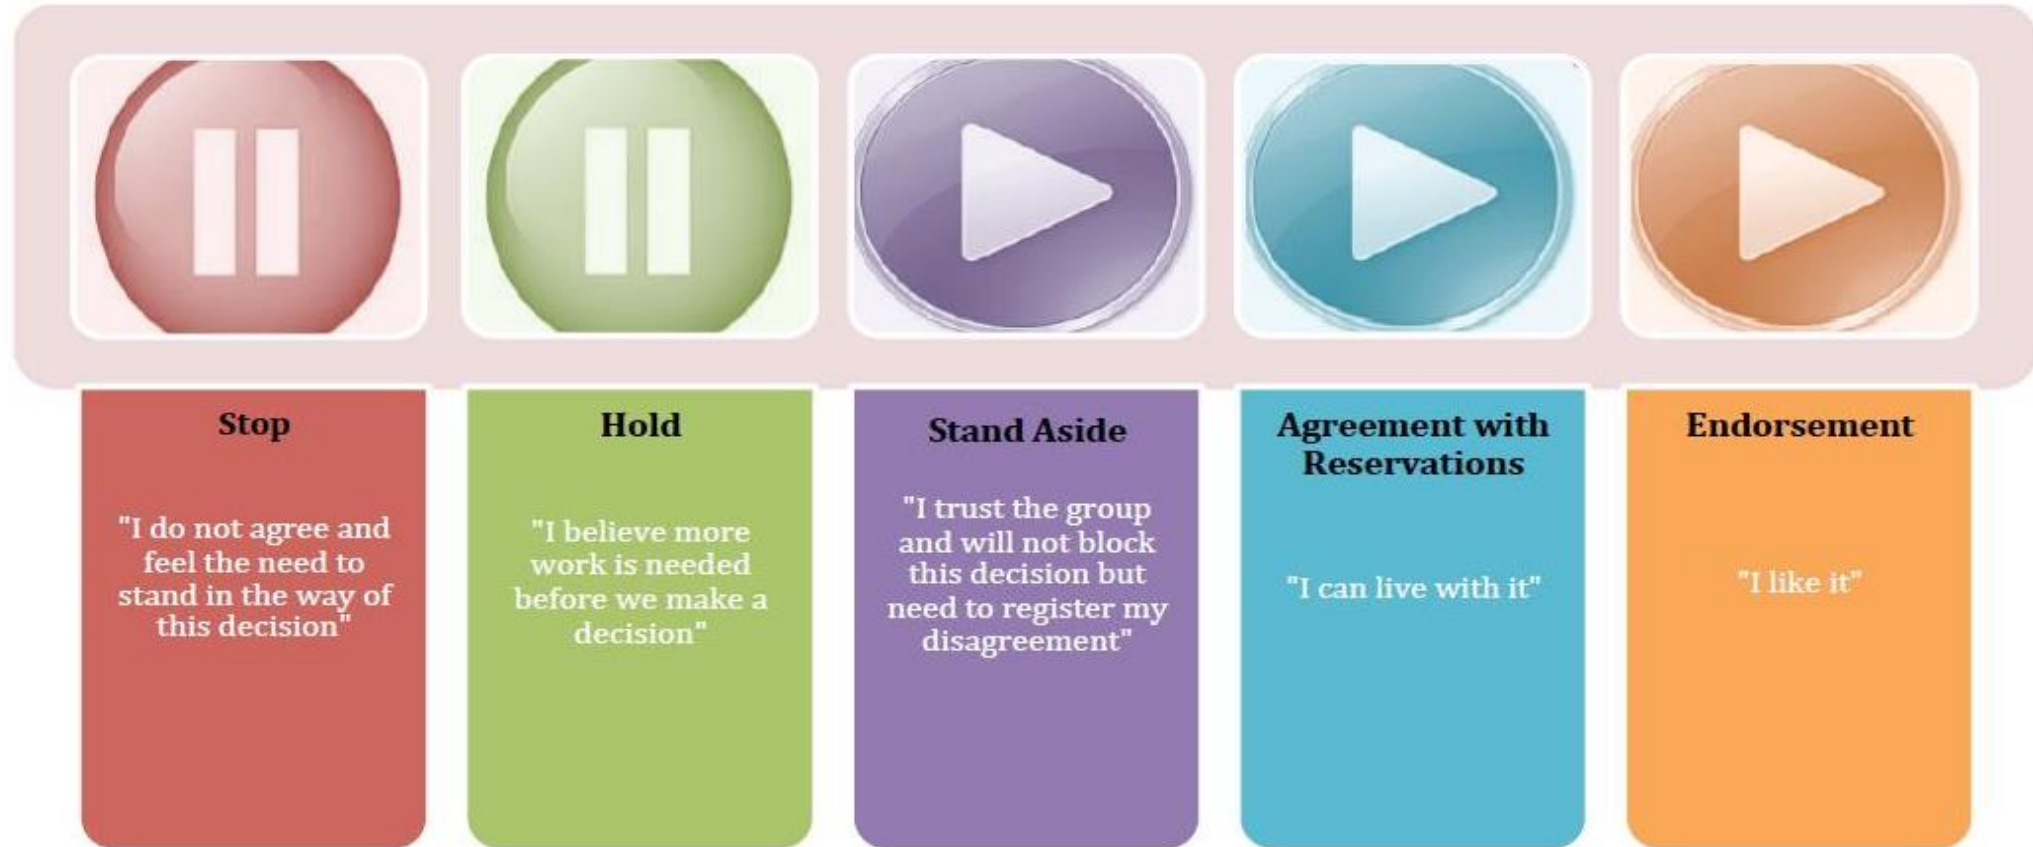 Stop
"I do not agree and
feel the need to
stand in the way of
this decision"
Hold
"I believe more
work is needed
before we make a
decision"
Stand Aside
"I trust the group
and will not block
this decision but
need to register my
disagreement"
Agreement with
Reservations
"I can live with it"
Endorsement
"I like it"